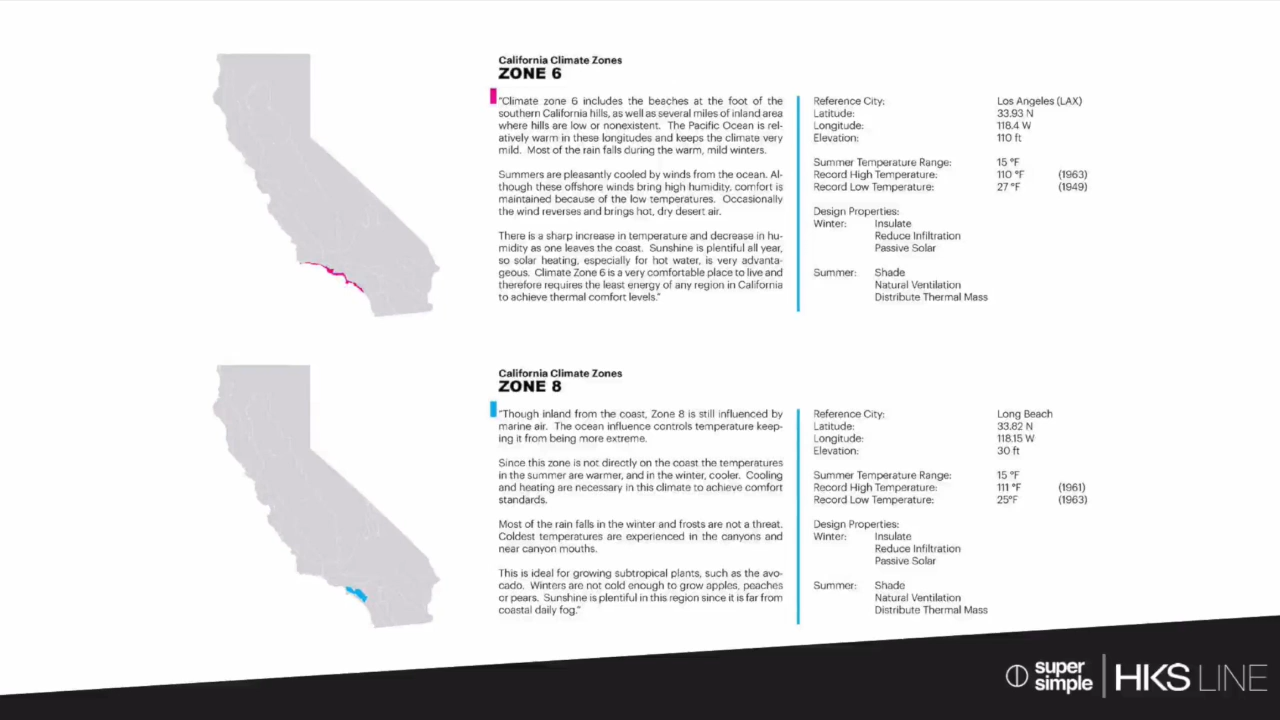 California Climate Zones
ZONE 6
"Climate zone 6 includes the beaches at the foot of the
southern California hills, as well as several miles of inland area
where hills are low or nonexistent. The Pacific Ocean is rel-
atively warm in these longitudes and keeps the climate very
mild. Most of the rain falls during the warm, mild winters.
Summers are pleasantly cooled by winds from the ocean. Al-
though these offshore winds bring high humidity, comfort is
maintained because of the low temperatures. Occasionally
the wind reverses and brings hot, dry desert air.
There is a sharp increase in temperature and decrease in hu-
midity as one leaves the coast. Sunshine is plentiful all year,
so solar heating, especially for hot water, is very advanta-
geous. Climate Zone 6 is a very comfortable place to live and
therefore requires the least energy of any region in California
to achieve thermal comfort levels."
Reference City: Los Angeles (LAX)
Latitude: 33.93 N
Longitude: 118.4 W
Elevation: 110 ft
Summer Temperature Range: 15 °F
Record High Temperature: 110 °F (1963)
Record Low Temperature: 27 °F (1949)
Design Properties:
Winter: Insulate
Reduce Infiltration
Passive Solar
Summer: Shade
Natural Ventilation
Distribute Thermal Mass
California Climate Zones
ZONE 8
"Though inland from the coast, Zone 8 is still influenced by
marine air. The ocean influence controls temperature keep-
ing it from being more extreme.
Since this zone is not directly on the coast the temperatures
in the summer are warmer, and in the winter, cooler. Cooling
and heating are necessary in this climate to achieve comfort
standards.
Most of the rain falls in the winter and frosts are not a threat.
Coldest temperatures are experienced in the canyons and
near canyon mouths.
This is ideal for growing subtropical plants, such as the avo-
cado. Winters are not cold enough to grow apples, peaches
or pears. Sunshine is plentiful in this region since it is far from
coastal daily fog."
Reference City: Long Beach
Latitude: 33.82 N
Longitude: 118.15 W
Elevation: 30 ft
Summer Temperature Range: 15 °F
Record High Temperature: 111 °F (1961)
Record Low Temperature: 25°F (1963)
Design Properties:
Winter: Insulate
Reduce Infiltration
Passive Solar
Summer: Shade
Natural Ventilation
Distribute Thermal Mass
super
simple
HKS LINE